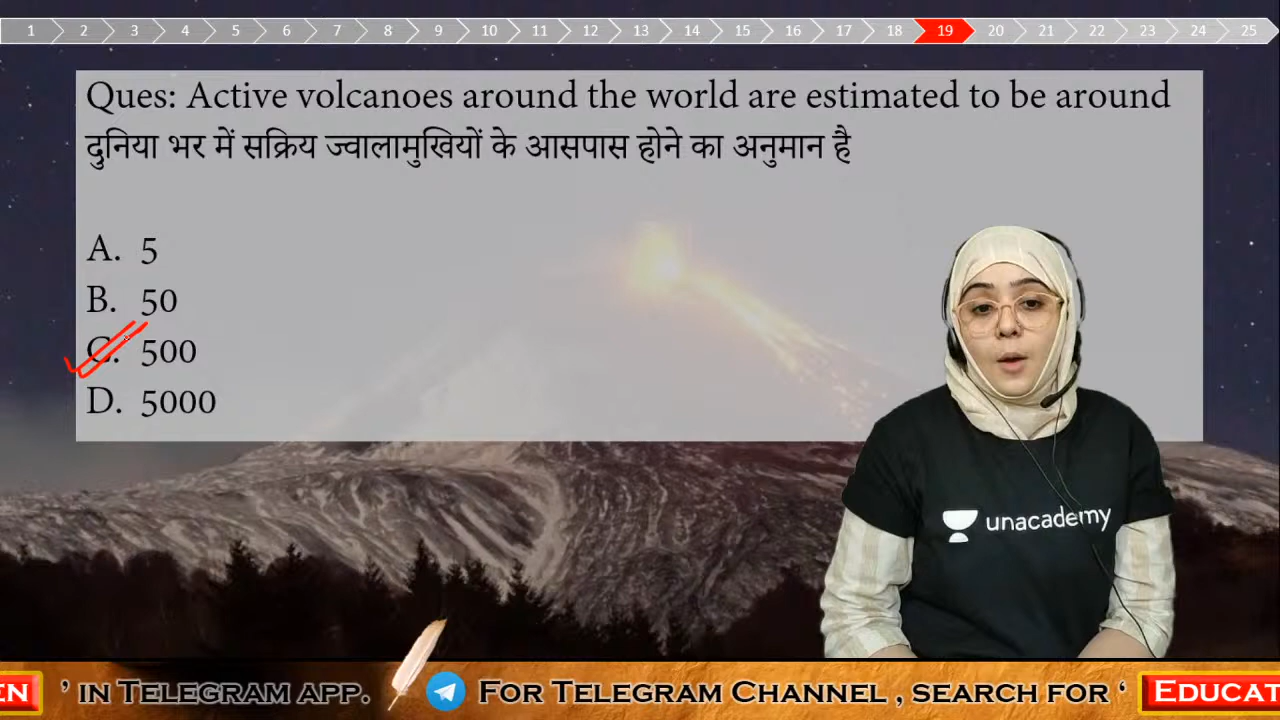 1 2 3 4 5 6 7 8 9 10 11 12 13 14 15 16 17 18 19 20 21 22 23 24 25
Ques: Active volcanoes around the world are estimated to be around
दुनिया भर में सक्रिय ज्वालामुखियों के आसपास होने का अनुमान है
A. 5
B. 50
C. 500
D. 5000
unacademy
EN ’ IN TELEGRAM APP. FOR TELEGRAM CHANNEL , SEARCH FOR ‘ EDUCAT